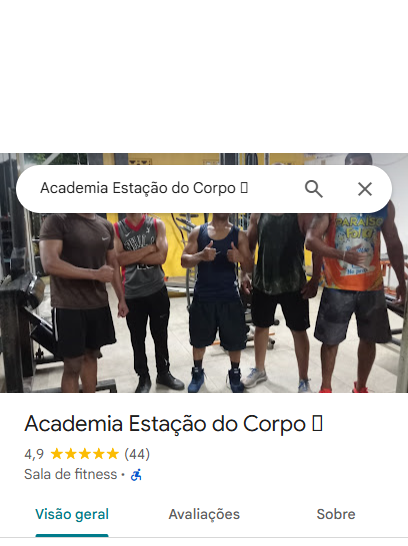 Academia Estação do Corpo
Academia Estação do Corpo
4,9 (44)
Sala de fitness •
Visão geral Avaliações Sobre